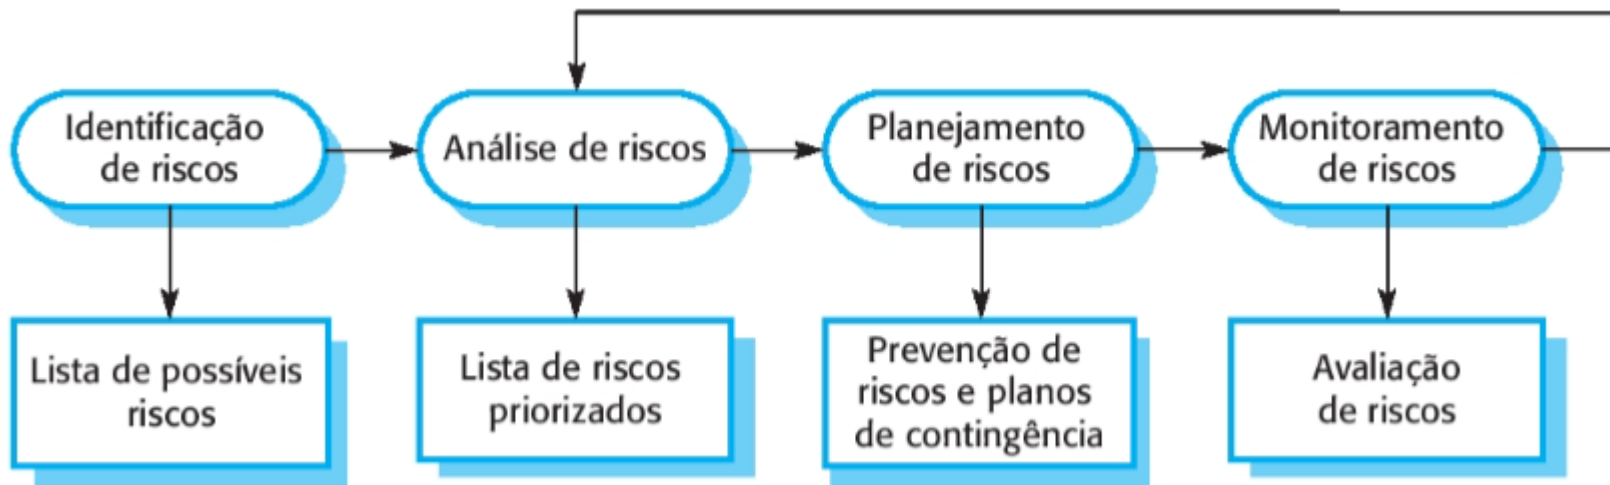 Identificação
de riscos
Análise de riscos
Planejamento
de riscos
Monitoramento
de riscos
Lista de possíveis
riscos
Lista de riscos
priorizados
Prevenção de
riscos e planos
de contingência
Avaliação
de riscos